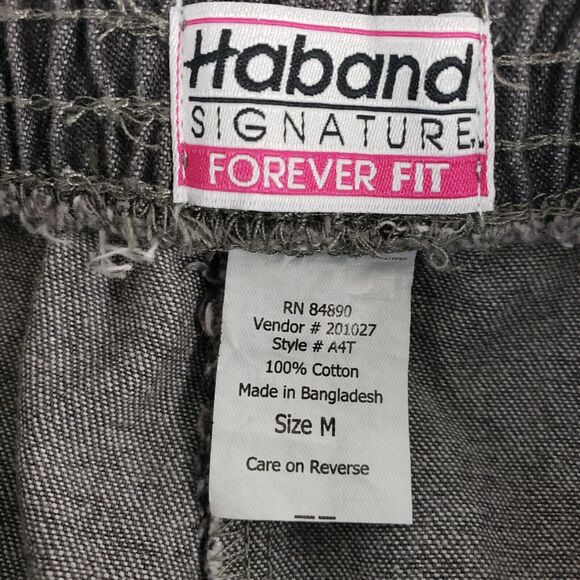 Haband
SIGNATURE
FOREVER FIT
RN 84890
Vendor # 201027
Style # A4T
100% Cotton
Made in Bangladesh
Size M
Care on Reverse